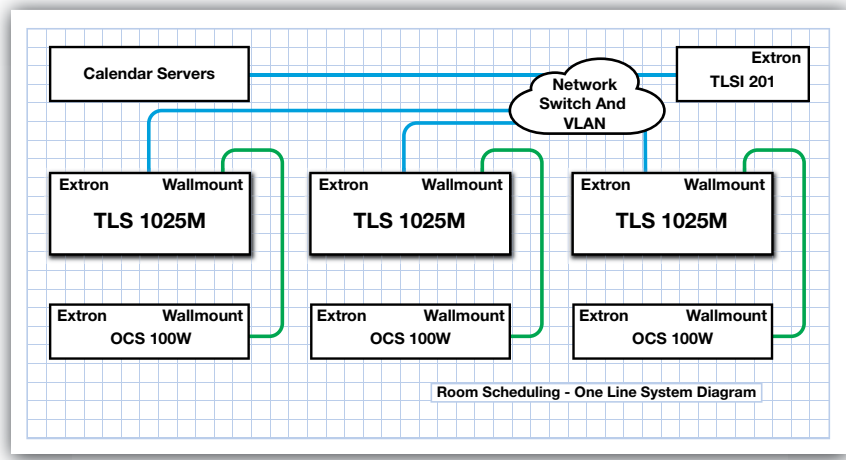 Calendar Servers
Network
Switch And
VLAN
Extron
TLSI 201
Extron Wallmount
TLS 1025M
Extron Wallmount
TLS 1025M
Extron Wallmount
TLS 1025M
Extron Wallmount
OCS 100W
Extron Wallmount
OCS 100W
Extron Wallmount
OCS 100W
Room Scheduling - One Line System Diagram